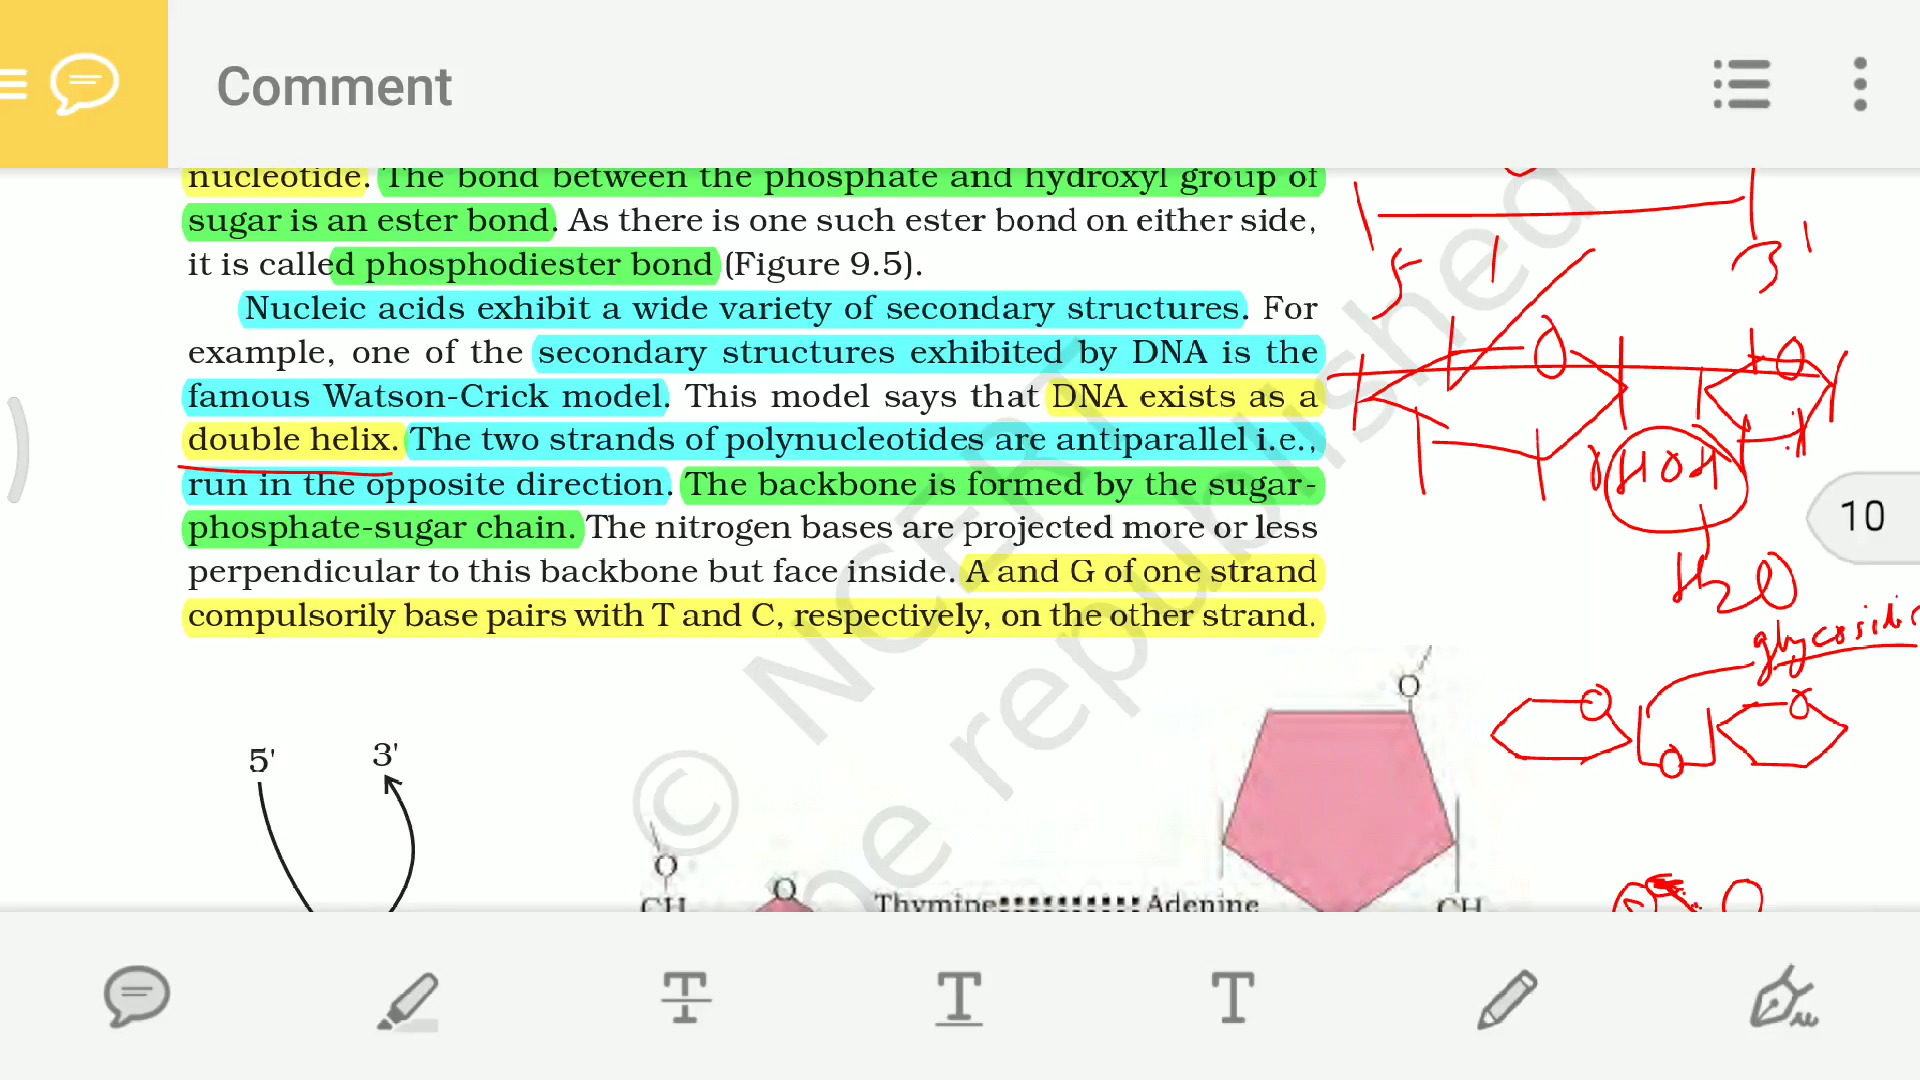 Comment
nucleotide. The bond between the phosphate and hydroxyl group of
sugar is an ester bond. As there is one such ester bond on either side,
it is called phosphodiester bond (Figure 9.5).
Nucleic acids exhibit a wide variety of secondary structures. For
example, one of the secondary structures exhibited by DNA is the
famous Watson-Crick model. This model says that DNA exists as a
double helix. The two strands of polynucleotides are antiparallel i.e.,
run in the opposite direction. The backbone is formed by the sugar-
phosphate-sugar chain. The nitrogen bases are projected more or less
perpendicular to this backbone but face inside. A and G of one strand
compulsorily base pairs with T and C, respectively, on the other strand.
© NCERT
be republished
5'
3'
O
O
O
CH
CH
Thymine
Adenine
10
5'
3'
O
O
OHOH
H2O
glycosidic
O
O
O
O